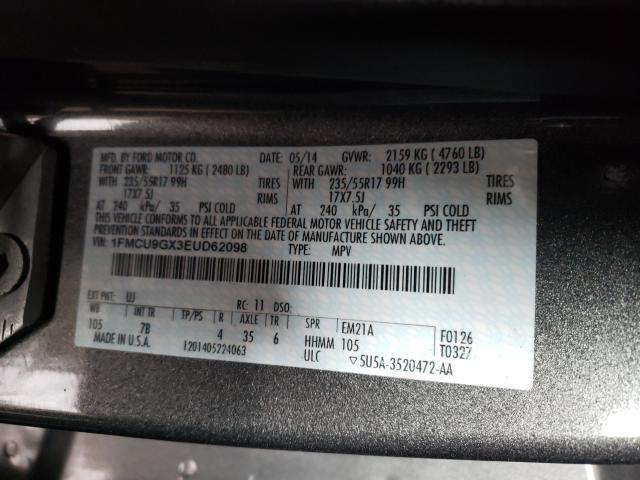 MFD. BY FORD MOTOR CO. DATE: 05/14 GVWR: 2159 KG ( 4760 LB)
FRONT GAWR: 1125 KG ( 2480 LB) REAR GAWR: 1040 KG ( 2293 LB)
WITH 235/55R17 99H TIRES WITH 235/55R17 99H TIRES
17X7.5J RIMS 17X7.5J RIMS
AT 240 kPa/ 35 PSI COLD AT 240 kPa/ 35 PSI COLD
THIS VEHICLE CONFORMS TO ALL APPLICABLE FEDERAL MOTOR VEHICLE SAFETY AND THEFT
PREVENTION STANDARDS IN EFFECT ON THE DATE OF MANUFACTURE SHOWN ABOVE.
VIN: 1FMCU9GX3EUD62098 TYPE: MPV
EXT PNT: UJ RC: 11 DSO:
WB INT TR TP/PS R AXLE TR SPR EM21A F0126
105 7B 4 35 6 HHMM 105 T0327
MADE IN U.S.A. 1201405224063 ULC ▽5U5A-3520472-AA